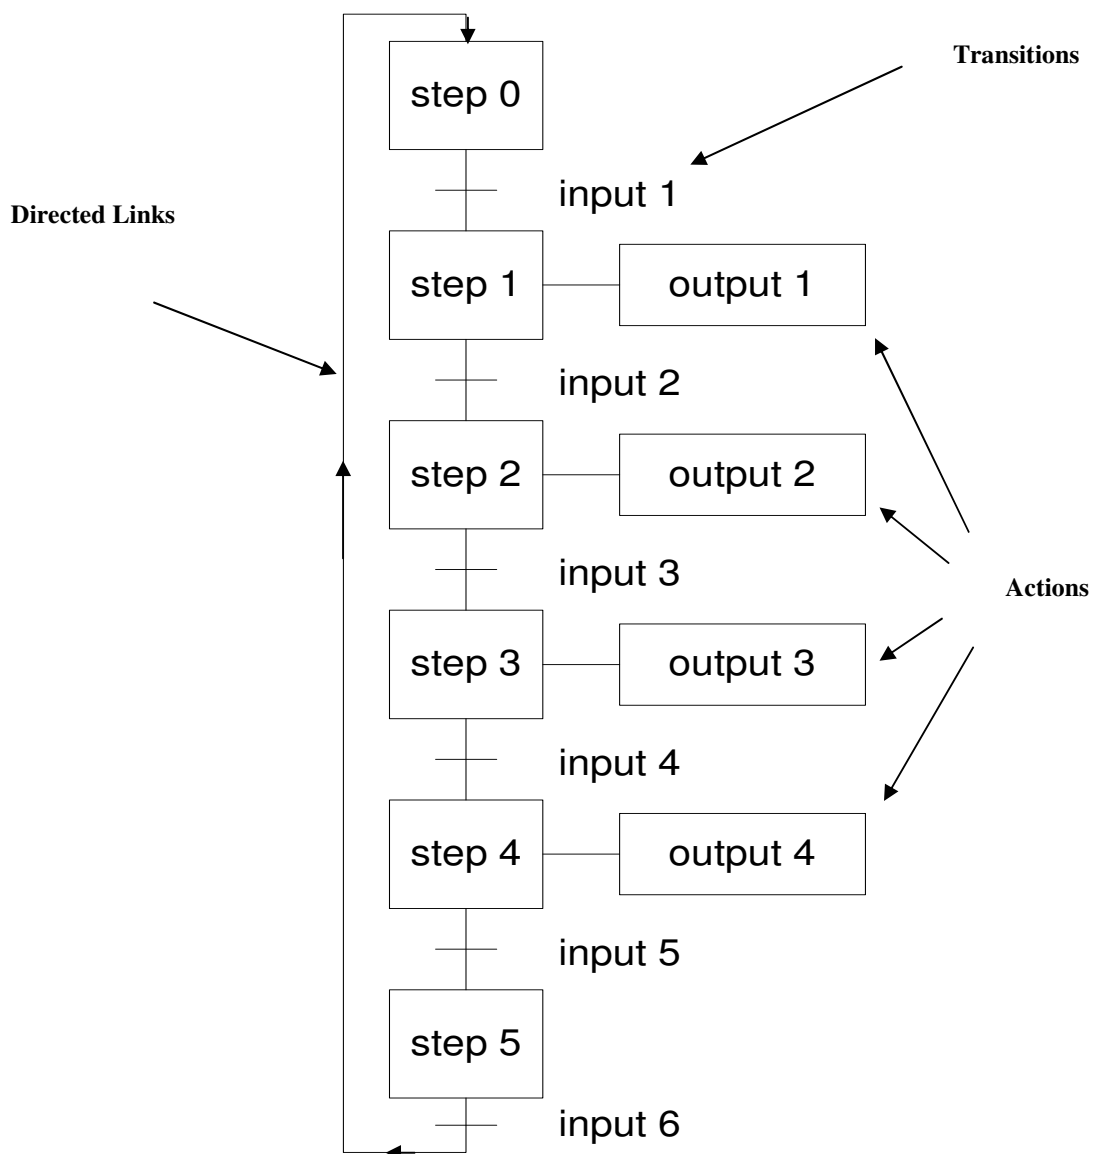 Transitions
step 0
input 1
Directed Links
step 1
output 1
input 2
step 2
output 2
input 3
Actions
step 3
output 3
input 4
step 4
output 4
input 5
step 5
input 6